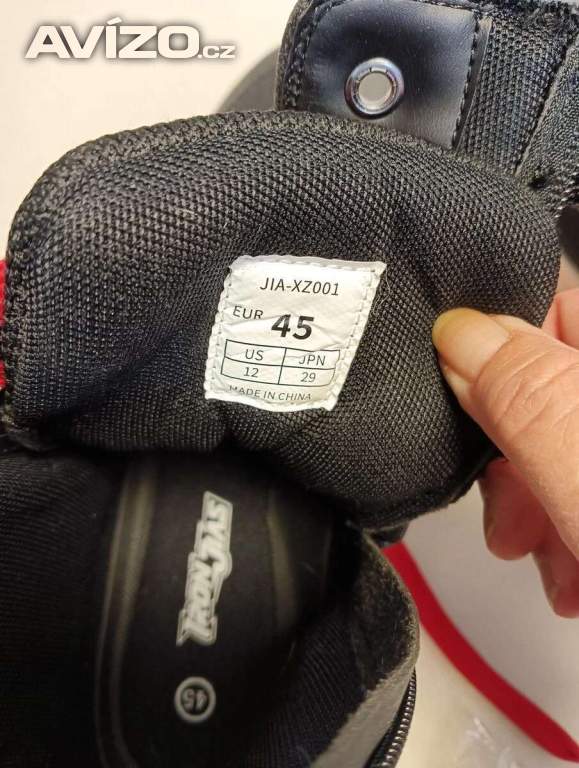 AVÍZO.cz
JIA-XZ001
EUR 45
US JPN
12 29
MADE IN CHINA
45